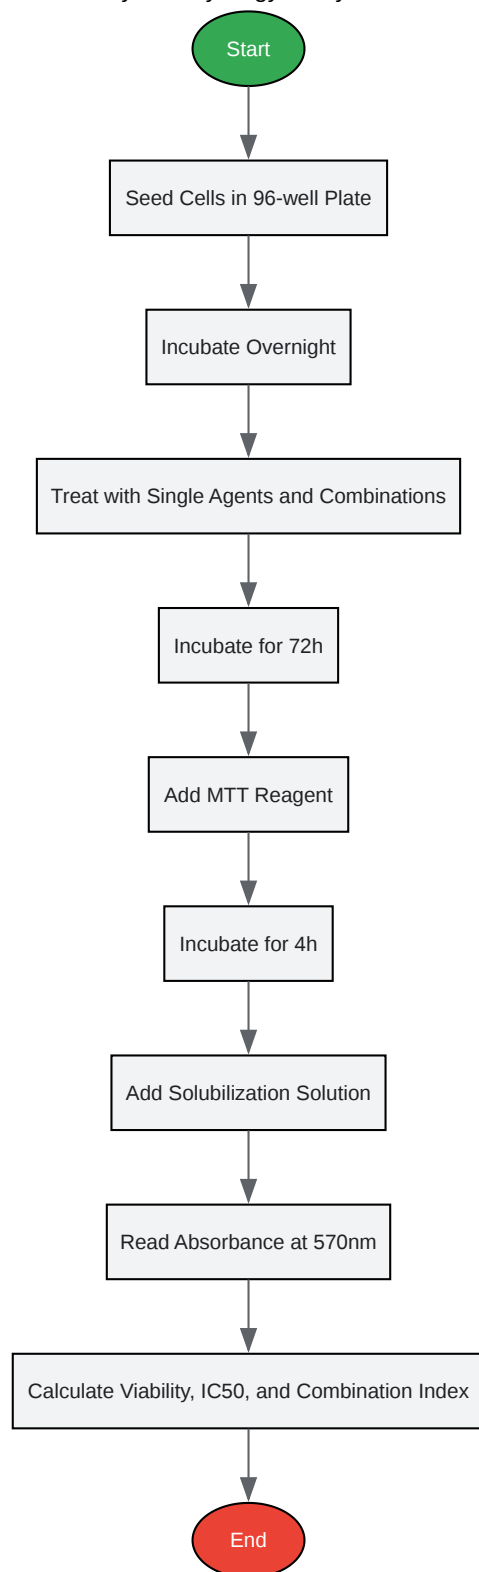 Start
Seed Cells in 96-well Plate
Incubate Overnight
Treat with Single Agents and Combinations
Incubate for 72h
Add MTT Reagent
Incubate for 4h
Add Solubilization Solution
Read Absorbance at 570nm
Calculate Viability, IC50, and Combination Index
End